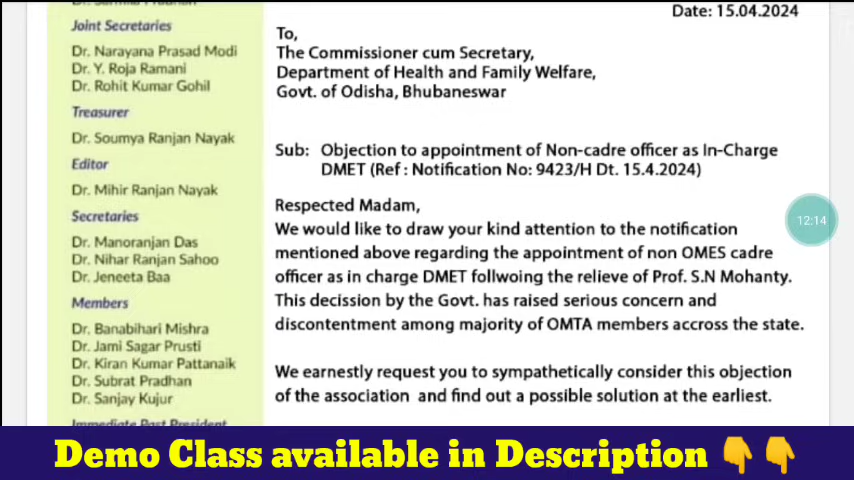 Joint Secretaries
Dr. Narayana Prasad Modi
Dr. Y. Roja Ramani
Dr. Rohit Kumar Gohil
Treasurer
Dr. Soumya Ranjan Nayak
Editor
Dr. Mihir Ranjan Nayak
Secretaries
Dr. Manoranjan Das
Dr. Nihar Ranjan Sahoo
Dr. Jeneeta Baa
Members
Dr. Banabihari Mishra
Dr. Jami Sagar Prusti
Dr. Kiran Kumar Pattanaik
Dr. Subrat Pradhan
Dr. Sanjay Kujur
Immediate Past President
Date: 15.04.2024
To,
The Commissioner cum Secretary,
Department of Health and Family Welfare,
Govt. of Odisha, Bhubaneswar
Sub: Objection to appointment of Non-cadre officer as In-Charge
DMET (Ref : Notification No: 9423/H Dt. 15.4.2024)
Respected Madam,
We would like to draw your kind attention to the notification
mentioned above regarding the appointment of non OMES cadre
officer as in charge DMET follwoing the relieve of Prof. S.N Mohanty.
This decission by the Govt. has raised serious concern and
discontentment among majority of OMTA members accross the state.
We earnestly request you to sympathetically consider this objection
of the association and find out a possible solution at the earliest.
12:14
Demo Class available in Description 👇👇